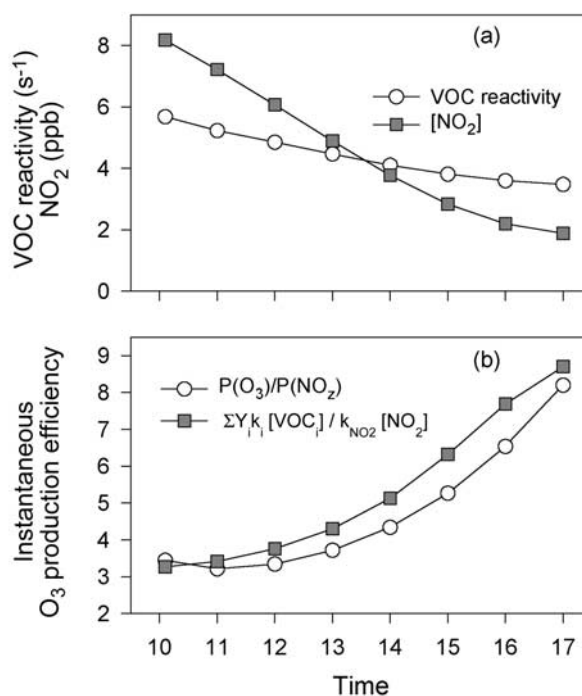 VOC reactivity (s-1)
NO2 (ppb)
8
6
4
2
0
(a)
VOC reactivity
[NO2]
Instantaneous
O3 production efficiency
9
8
7
6
5
4
3
2
(b)
P(O3)/P(NOz)
ΣYiki [VOCi] / kNO2 [NO2]
10 11 12 13 14 15 16 17
Time